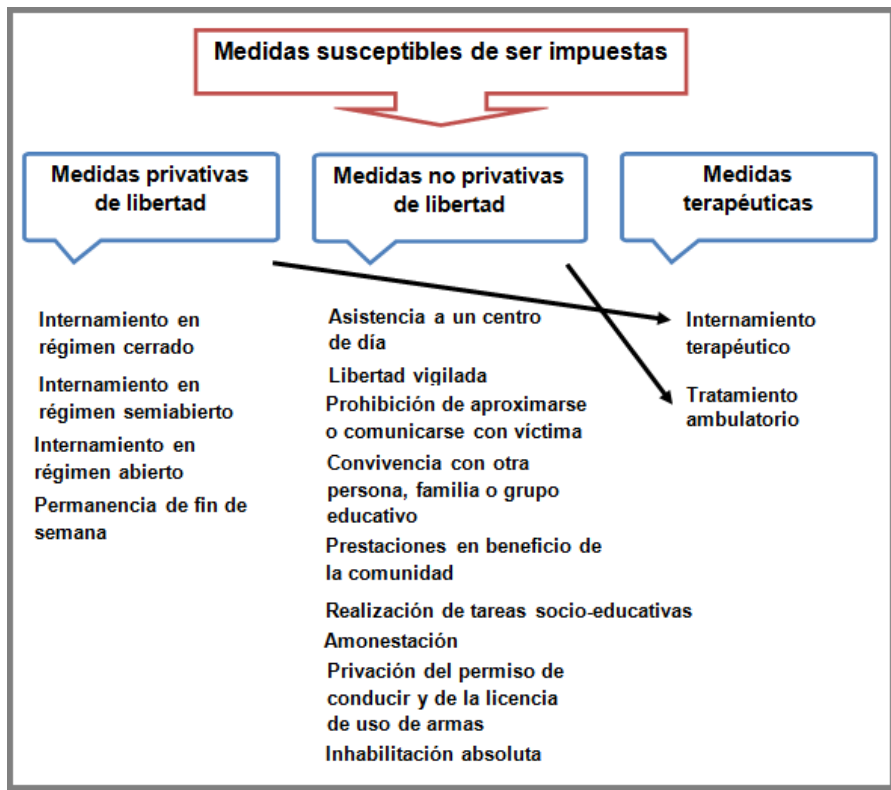 Medidas susceptibles de ser impuestas
Medidas privativas
de libertad
Medidas no privativas
de libertad
Medidas
terapéuticas
Internamiento en
régimen cerrado
Internamiento en
régimen semiabierto
Internamiento en
régimen abierto
Permanencia de fin de
semana
Asistencia a un centro
de día
Libertad vigilada
Prohibición de aproximarse
o comunicarse con víctima
Convivencia con otra
persona, familia o grupo
educativo
Prestaciones en beneficio de
la comunidad
Realización de tareas socio-educativas
Amonestación
Privación del permiso de
conducir y de la licencia
de uso de armas
Inhabilitación absoluta
Internamiento
terapéutico
Tratamiento
ambulatorio